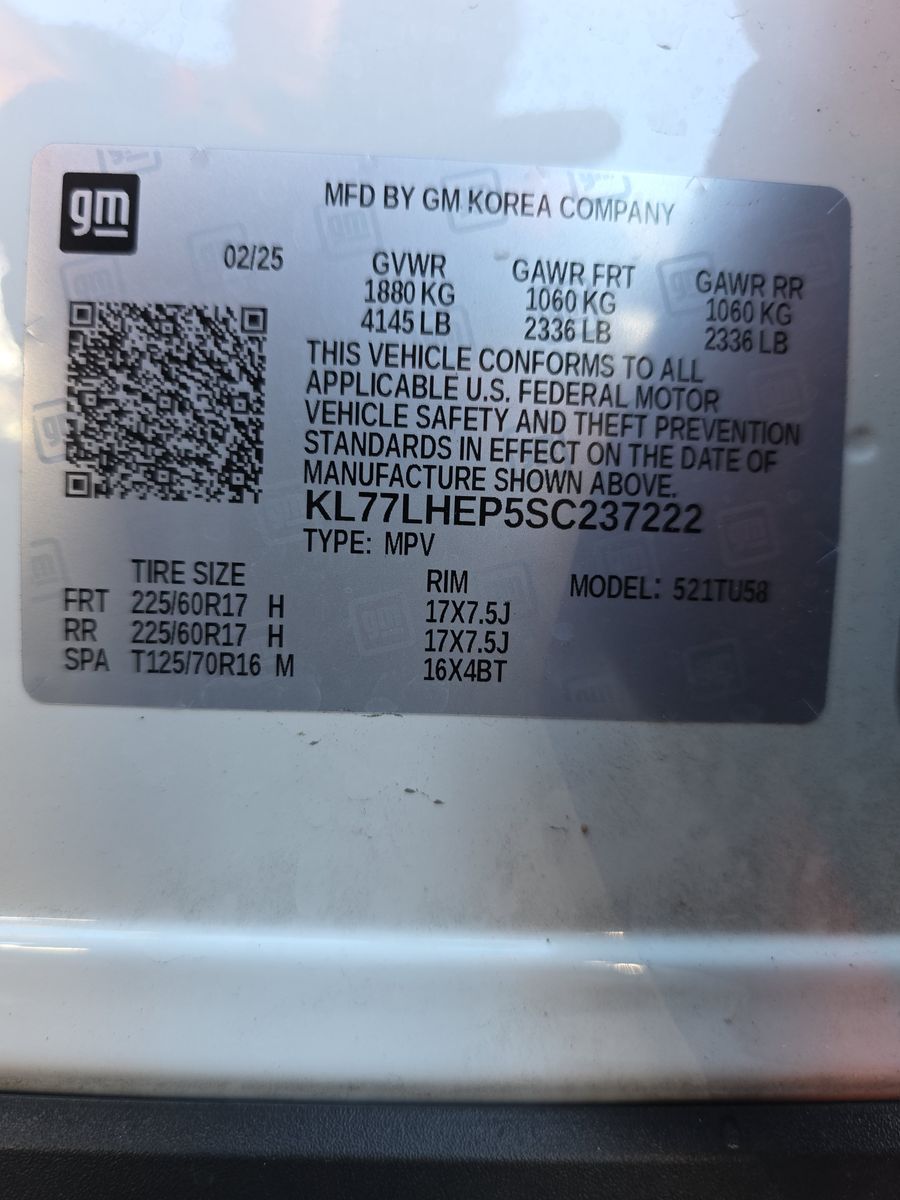 gm
MFD BY GM KOREA COMPANY
02/25 GVWR GAWR FRT GAWR RR
1880 KG 1060 KG 1060 KG
4145 LB 2336 LB 2336 LB
THIS VEHICLE CONFORMS TO ALL
APPLICABLE U.S. FEDERAL MOTOR
VEHICLE SAFETY AND THEFT PREVENTION
STANDARDS IN EFFECT ON THE DATE OF
MANUFACTURE SHOWN ABOVE.
KL77LHEP5SC237222
TYPE: MPV
TIRE SIZE RIM MODEL: 521TU58
FRT 225/60R17 H 17X7.5J
RR 225/60R17 H 17X7.5J
SPA T125/70R16 M 16X4BT